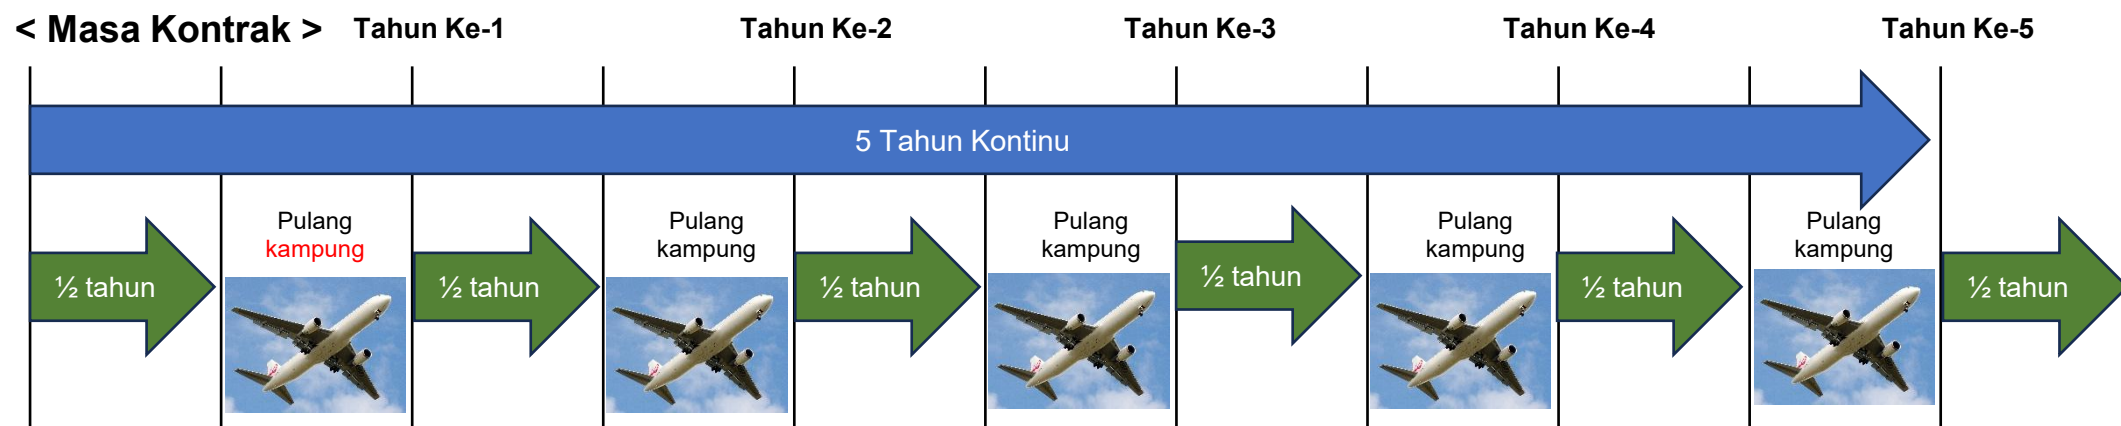 < Masa Kontrak > Tahun Ke-1 Tahun Ke-2 Tahun Ke-3 Tahun Ke-4 Tahun Ke-5
5 Tahun Kontinu
½ tahun
Pulang
kampung
½ tahun
Pulang
kampung
½ tahun
Pulang
kampung
½ tahun
Pulang
kampung
½ tahun
Pulang
kampung
½ tahun